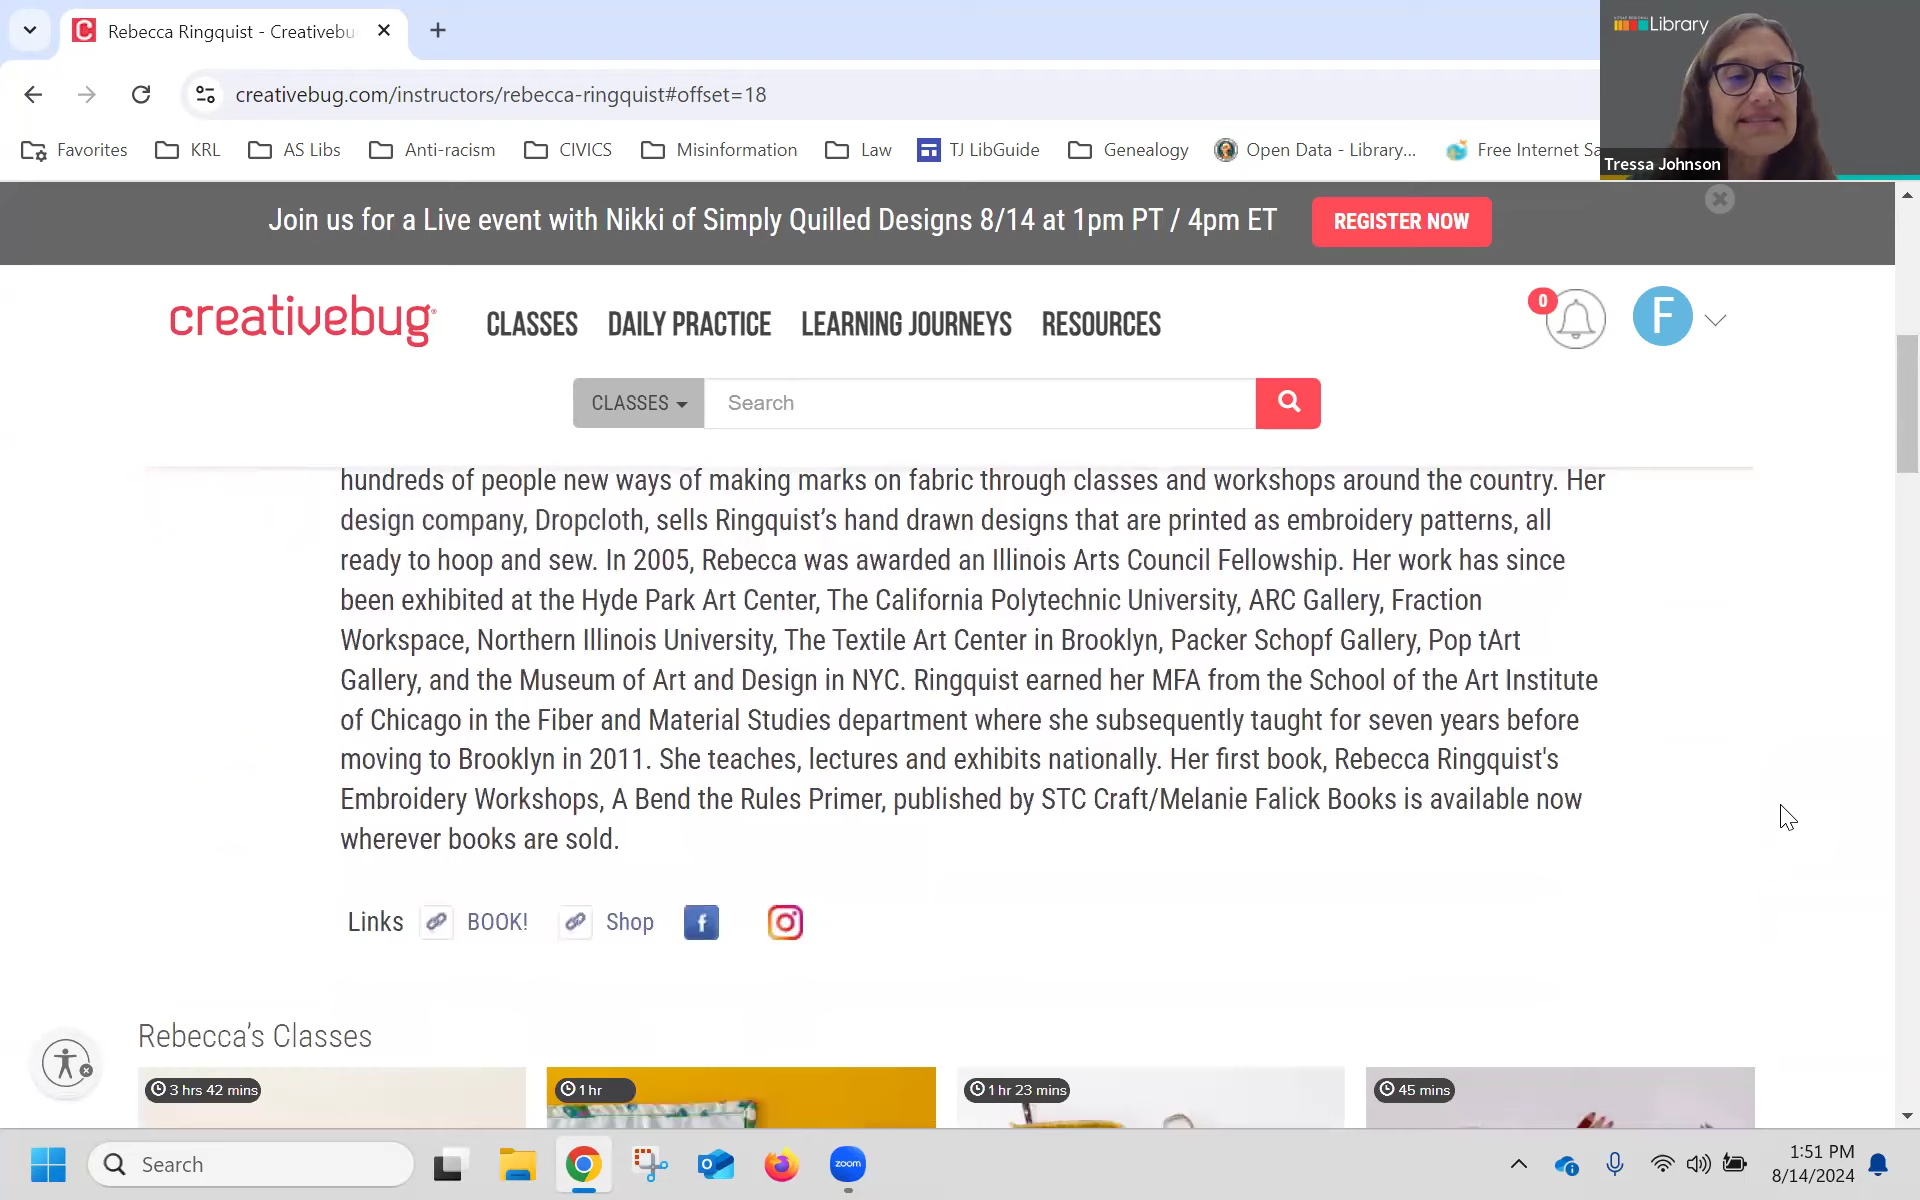 Rebecca Ringquist - Creativebu
creativebug.com/instructors/rebecca-ringquist#offset=18
Library
Tressa Johnson
Favorites KRL AS Libs Anti-racism CIVICS Misinformation Law TJ LibGuide Genealogy Open Data - Library... Free Internet Sa
Join us for a Live event with Nikki of Simply Quilled Designs 8/14 at 1pm PT / 4pm ET REGISTER NOW
creativebug CLASSES DAILY PRACTICE LEARNING JOURNEYS RESOURCES 0 F
CLASSES Search
hundreds of people new ways of making marks on fabric through classes and workshops around the country. Her
design company, Dropcloth, sells Ringquist’s hand drawn designs that are printed as embroidery patterns, all
ready to hoop and sew. In 2005, Rebecca was awarded an Illinois Arts Council Fellowship. Her work has since
been exhibited at the Hyde Park Art Center, The California Polytechnic University, ARC Gallery, Fraction
Workspace, Northern Illinois University, The Textile Art Center in Brooklyn, Packer Schopf Gallery, Pop tArt
Gallery, and the Museum of Art and Design in NYC. Ringquist earned her MFA from the School of the Art Institute
of Chicago in the Fiber and Material Studies department where she subsequently taught for seven years before
moving to Brooklyn in 2011. She teaches, lectures and exhibits nationally. Her first book, Rebecca Ringquist's
Embroidery Workshops, A Bend the Rules Primer, published by STC Craft/Melanie Falick Books is available now
wherever books are sold.
Links BOOK! Shop
Rebecca’s Classes
3 hrs 42 mins 1 hr 1 hr 23 mins 45 mins
Search zoom 1:51 PM
8/14/2024